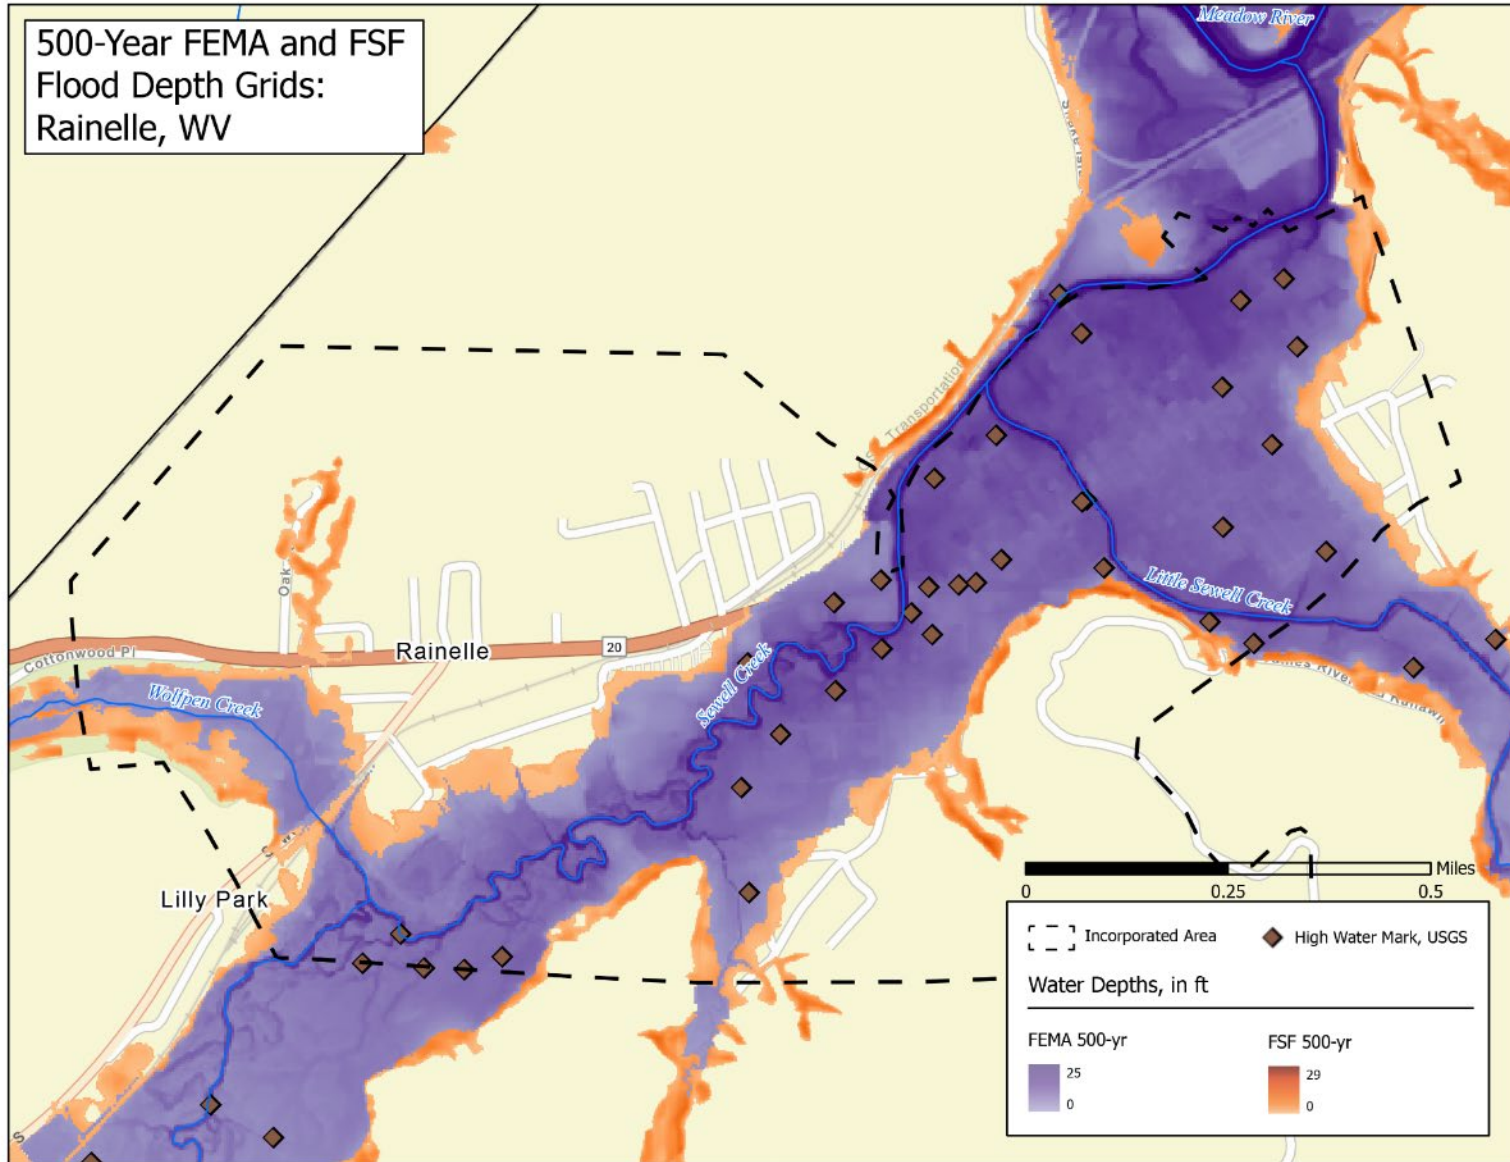 500-Year FEMA and FSF
Flood Depth Grids:
Rainelle, WV
Meadow River
Transportation
Oak
Little Sewell Creek
Rainelle
20
Cottonwood Pl
Sewell Creek
Wolfpen Creek
Lilly Park
Miles
0
0.25
0.5
Incorporated Area
High Water Mark, USGS
Water Depths, in ft
FEMA 500-yr
FSF 500-yr
25
0
29
0
S